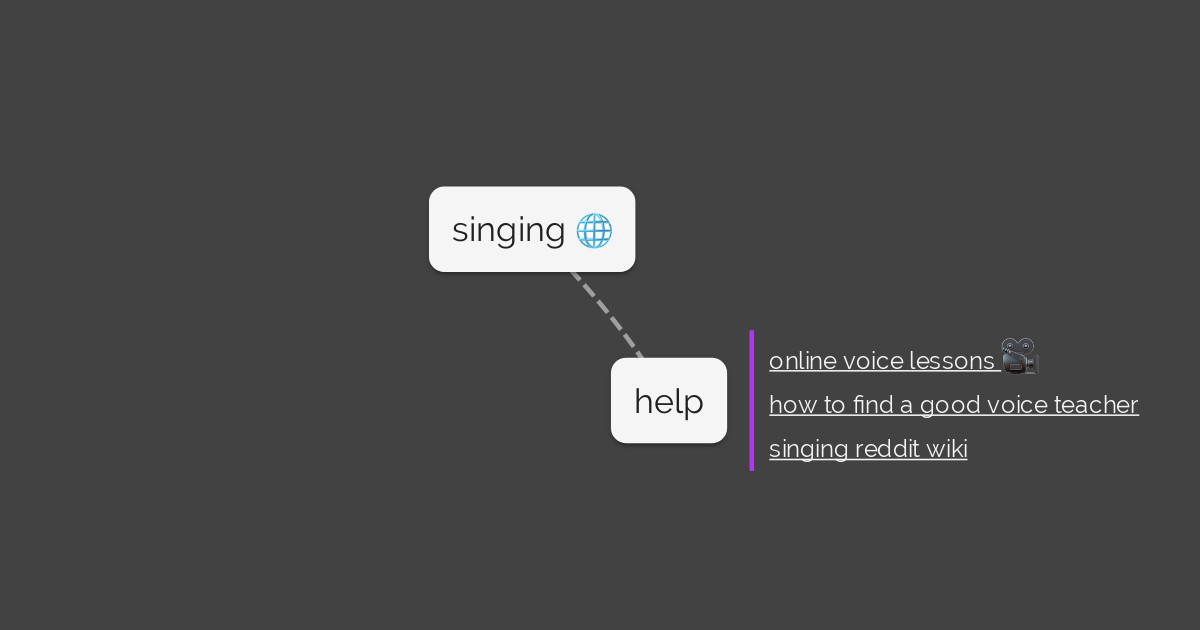 singing 🌐
help
online voice lessons 🎥
how to find a good voice teacher
singing reddit wiki